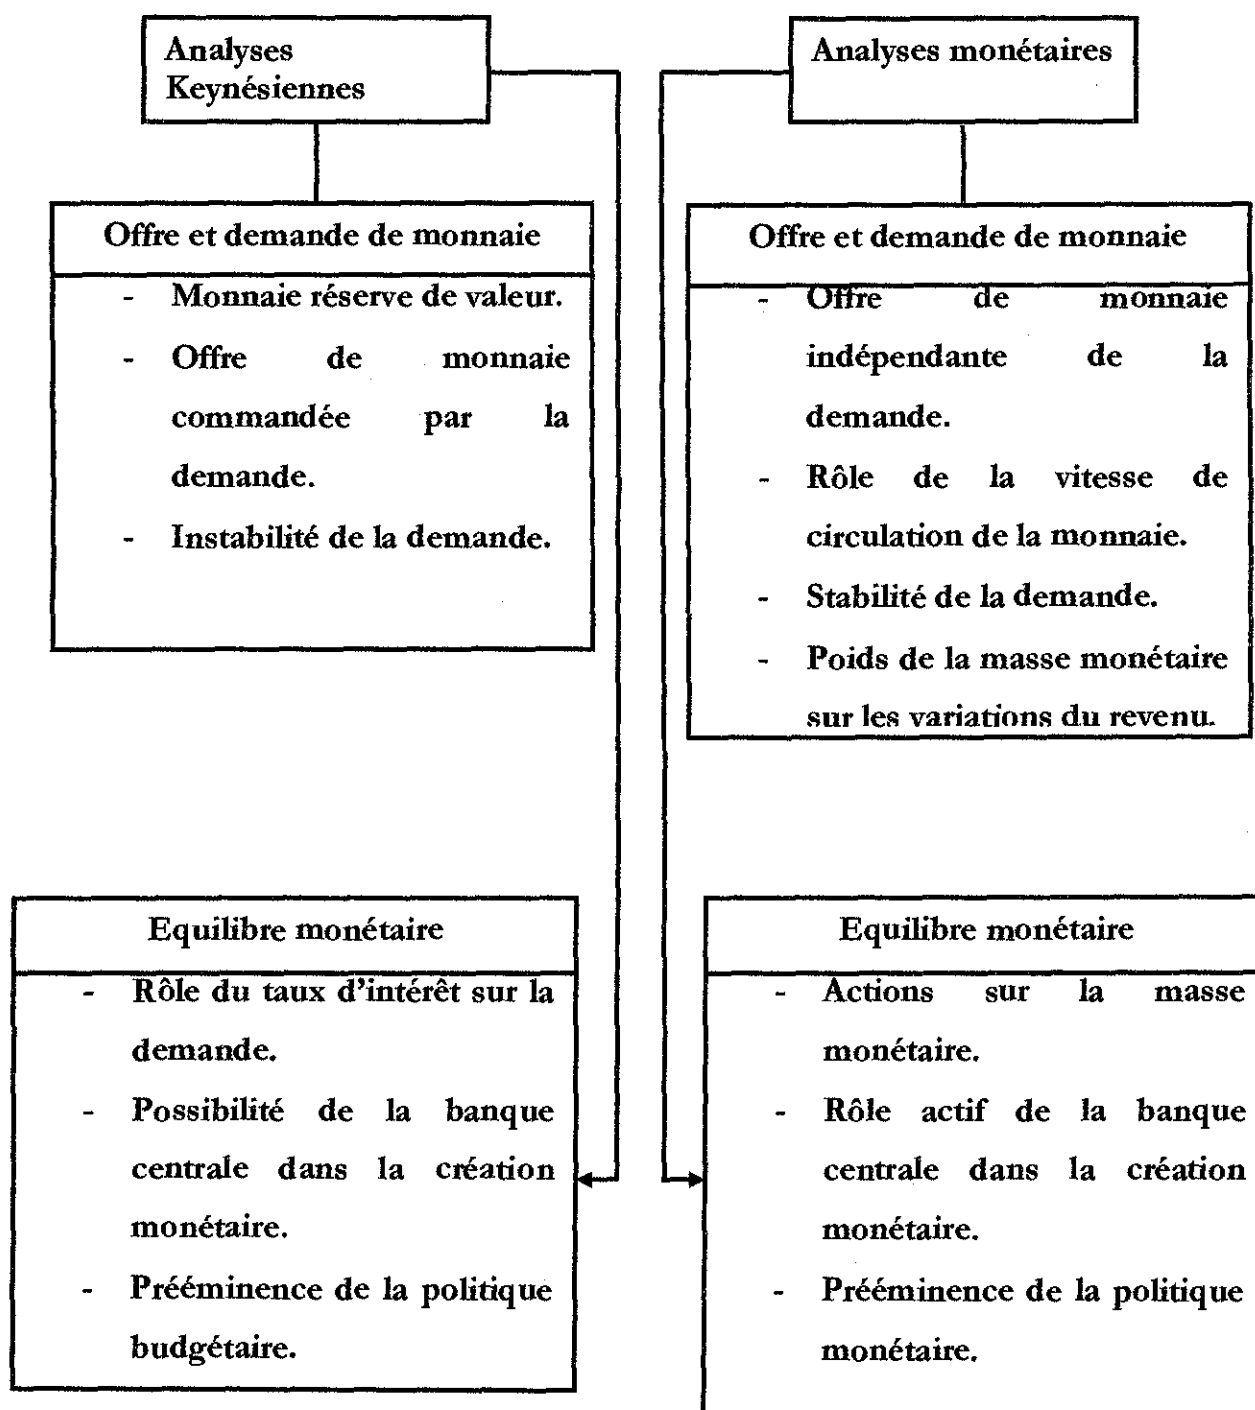 Analyses
Keynésiennes
Analyses monétaires
Offre et demande de monnaie
- Monnaie réserve de valeur.
- Offre de monnaie
commandée par la
demande.
- Instabilité de la demande.
Offre et demande de monnaie
- Offre de monnaie
indépendante de la
demande.
- Rôle de la vitesse de
circulation de la monnaie.
- Stabilité de la demande.
- Poids de la masse monétaire
sur les variations du revenu.
Equilibre monétaire
- Rôle du taux d'intérêt sur la
demande.
- Possibilité de la banque
centrale dans la création
monétaire.
- Prééminence de la politique
budgétaire.
Equilibre monétaire
- Actions sur la masse
monétaire.
- Rôle actif de la banque
centrale dans la création
monétaire.
- Prééminence de la politique
monétaire.